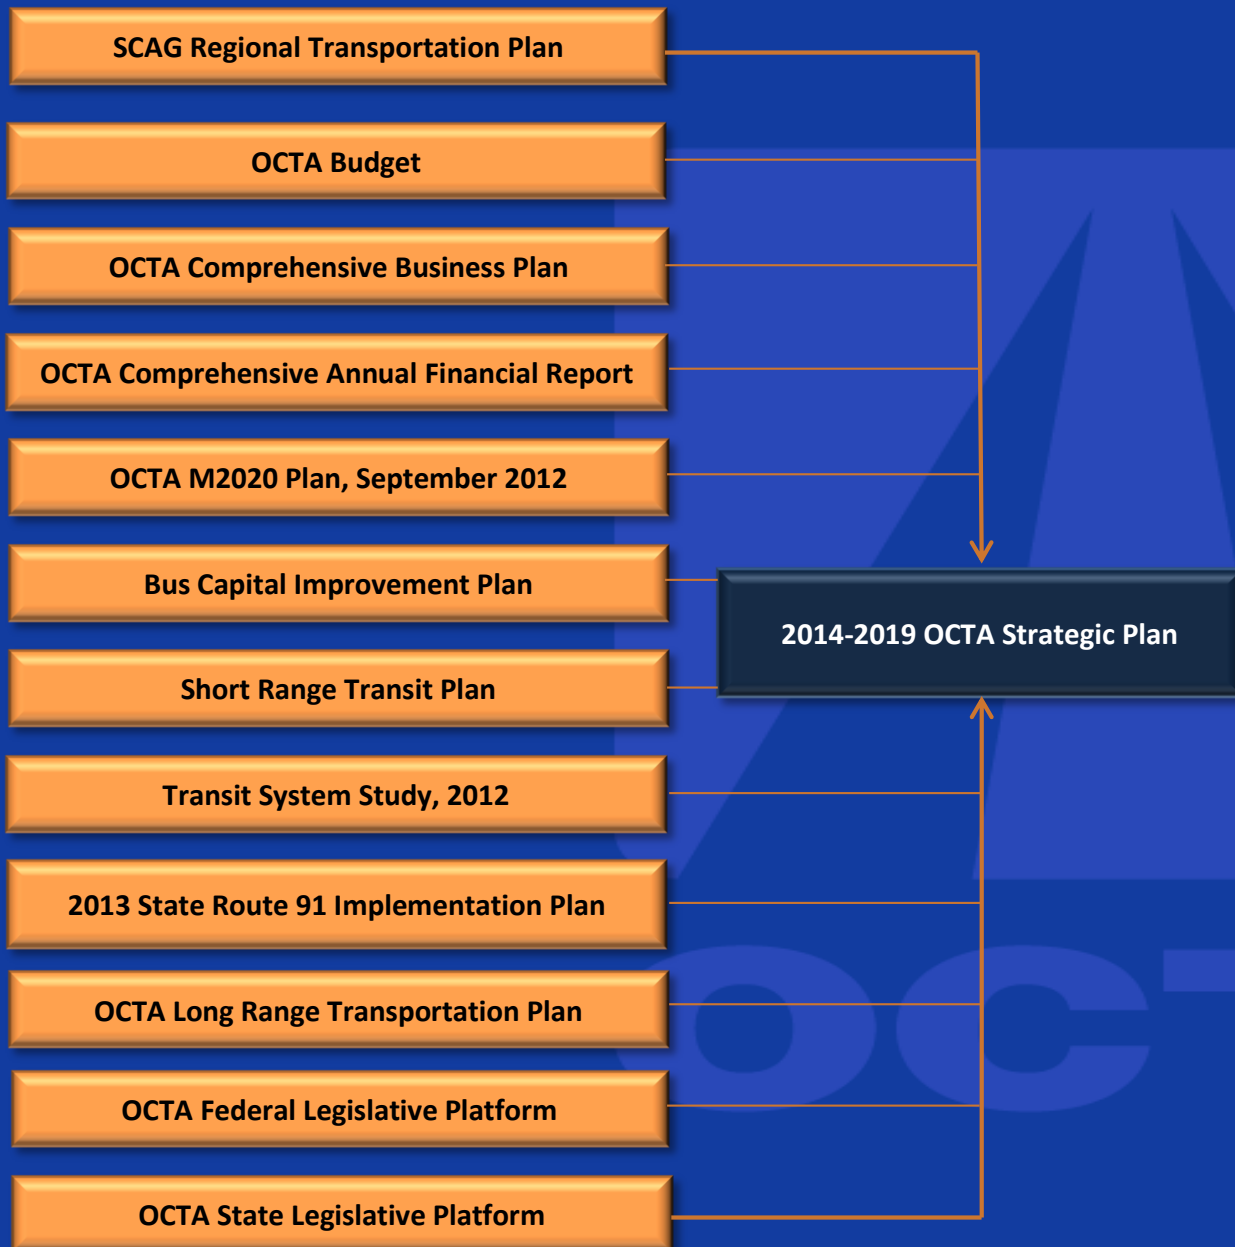 SCAG Regional Transportation Plan
OCTA Budget
OCTA Comprehensive Business Plan
OCTA Comprehensive Annual Financial Report
OCTA M2020 Plan, September 2012
Bus Capital Improvement Plan
2014-2019 OCTA Strategic Plan
Short Range Transit Plan
Transit System Study, 2012
2013 State Route 91 Implementation Plan
OCTA Long Range Transportation Plan
OCTA Federal Legislative Platform
OCTA State Legislative Platform
OCT